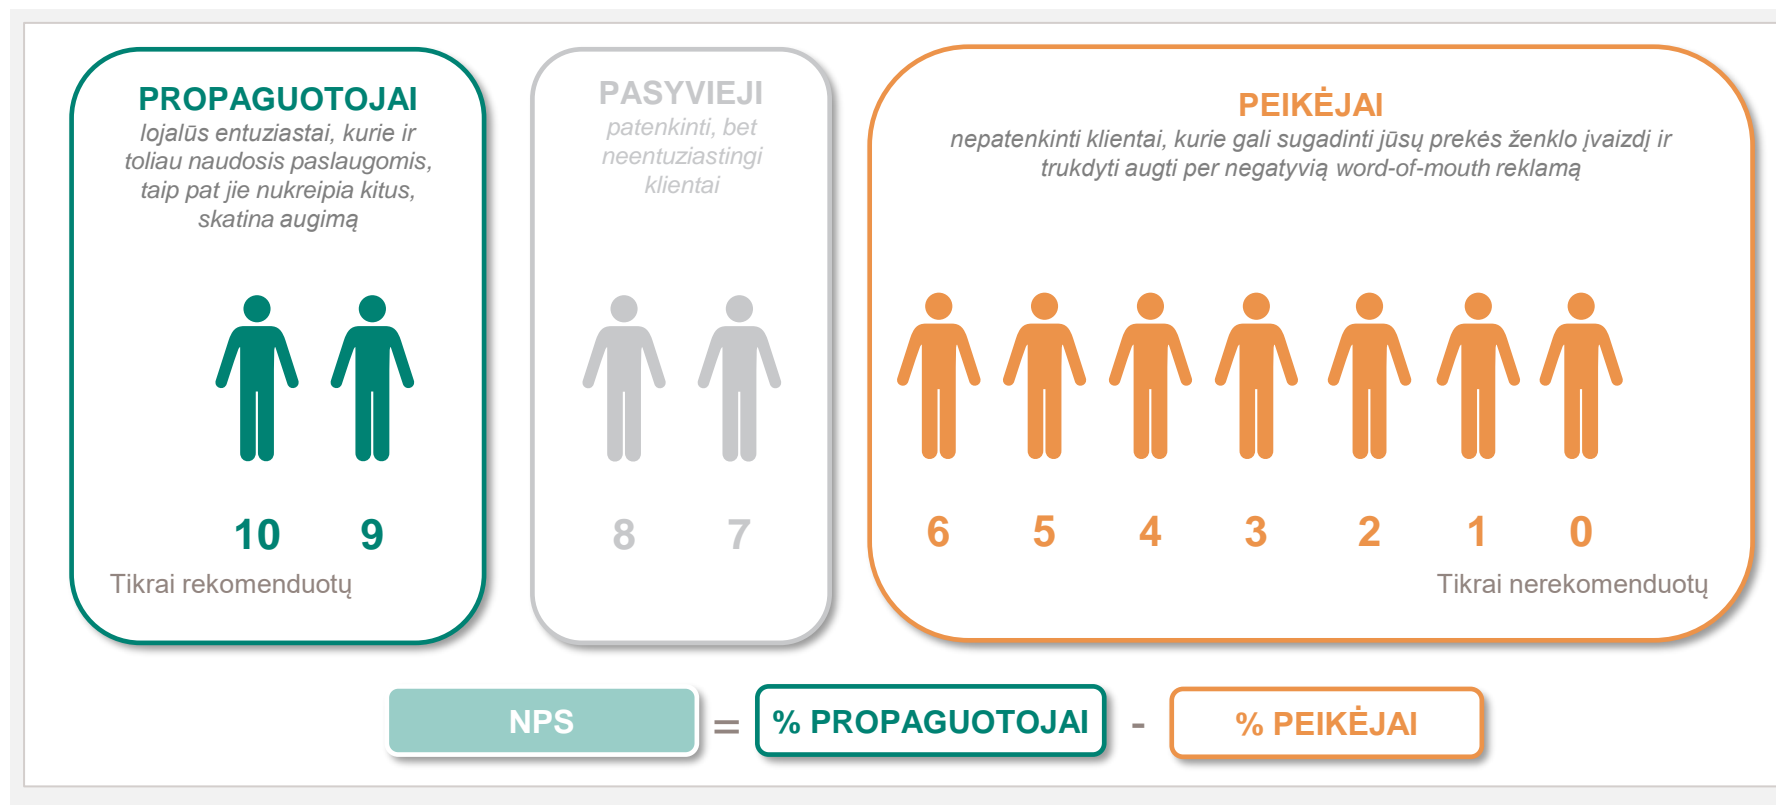 PROPAGUOTOJAI
lojalūs entuziastai, kurie ir
toliau naudosis paslaugomis,
taip pat jie nukreipia kitus,
skatina augimą
10 9
Tikrai rekomenduotų
PASYVIEJI
patenkinti, bet
neentuziastingi
klientai
8 7
PEIKĖJAI
nepatenkinti klientai, kurie gali sugadinti jūsų prekės ženklo įvaizdį ir
trukdyti augti per negatyvią word-of-mouth reklamą
6 5 4 3 2 1 0
Tikrai nerekomenduotų
NPS = % PROPAGUOTOJAI - % PEIKĖJAI